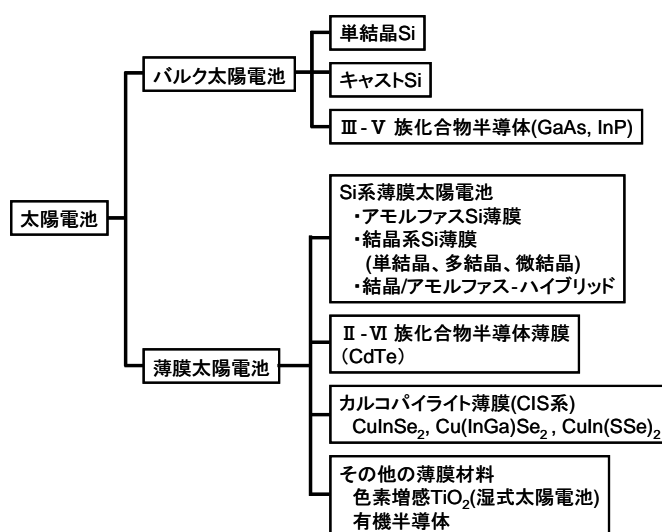 太陽電池
バルク太陽電池
単結晶Si
キャストSi
Ⅲ-Ⅴ 族化合物半導体(GaAs, InP)
薄膜太陽電池
Si系薄膜太陽電池
・アモルファスSi薄膜
・結晶系Si薄膜
(単結晶、多結晶、微結晶)
・結晶/アモルファス-ハイブリッド
Ⅱ-Ⅵ 族化合物半導体薄膜
(CdTe)
カルコパイライト薄膜(CIS系)
CuInSe₂, Cu(InGa)Se₂ , CuIn(SSe)₂
その他の薄膜材料
色素増感TiO₂(湿式太陽電池)
有機半導体